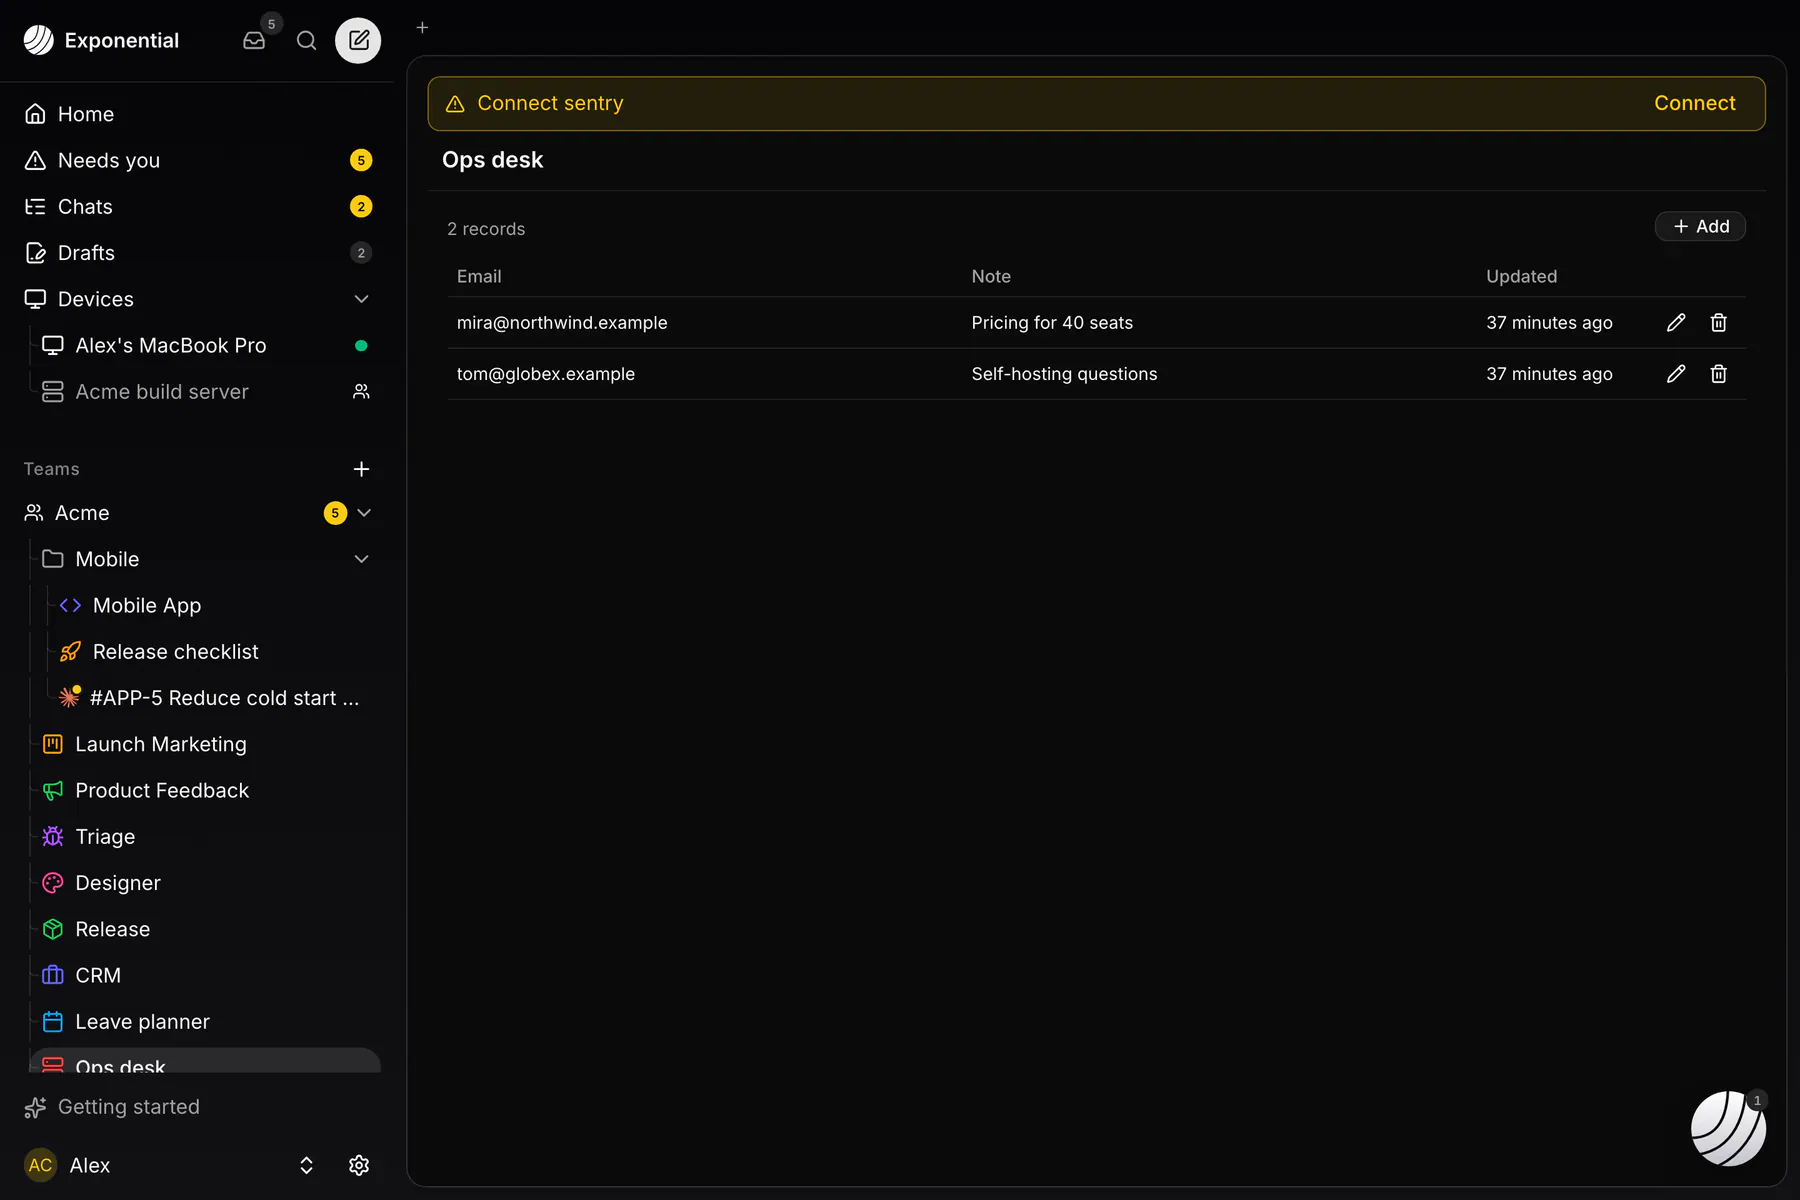 Exponential
5
Home
Needs you
5
Chats
2
Drafts
2
Devices
Alex's MacBook Pro
Acme build server
Teams
Acme
5
Mobile
Mobile App
Release checklist
#APP-5 Reduce cold start ...
Launch Marketing
Product Feedback
Triage
Designer
Release
CRM
Leave planner
Ops desk
Getting started
AC
Alex
Connect sentry
Connect
Ops desk
2 records
Add
Email
Note
Updated
mira@northwind.example
Pricing for 40 seats
37 minutes ago
tom@globex.example
Self-hosting questions
37 minutes ago
1